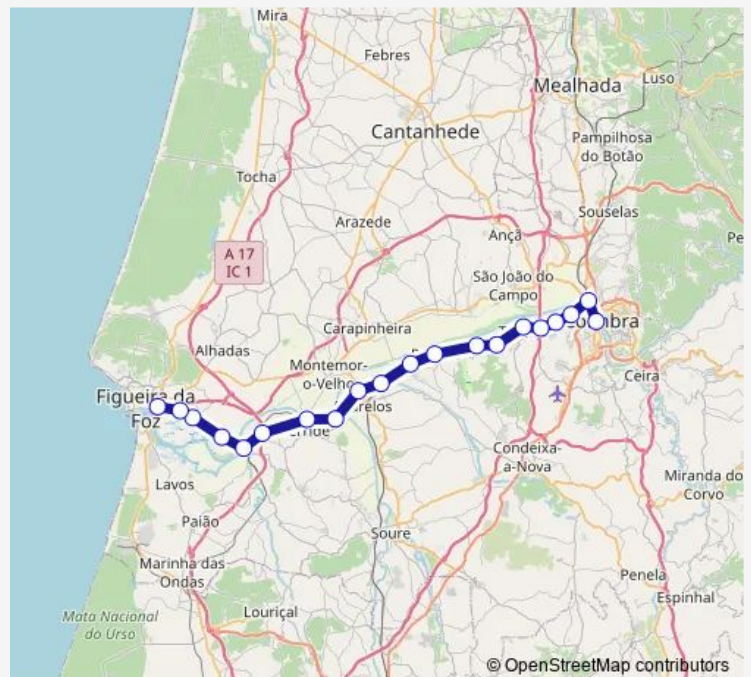 Mira
Febres
Mealhada
Luso
Cantanhede
Pampilhosa
do Botão
Tocha
Souselas
Arazede
Ançã
A 17
IC 1
São João do
Campo
Carapinheira
Alhadas
Montemor-
o-Velho
Ceira
Figueira da
Foz
Condeixa-
a-Nova
Lavos
Miranda do
Corvo
Paião
Soure
Marinha das
Ondas
Penela
Espinhal
Louriçal
Mata Nacional
do Urso
© OpenStreetMap contributors